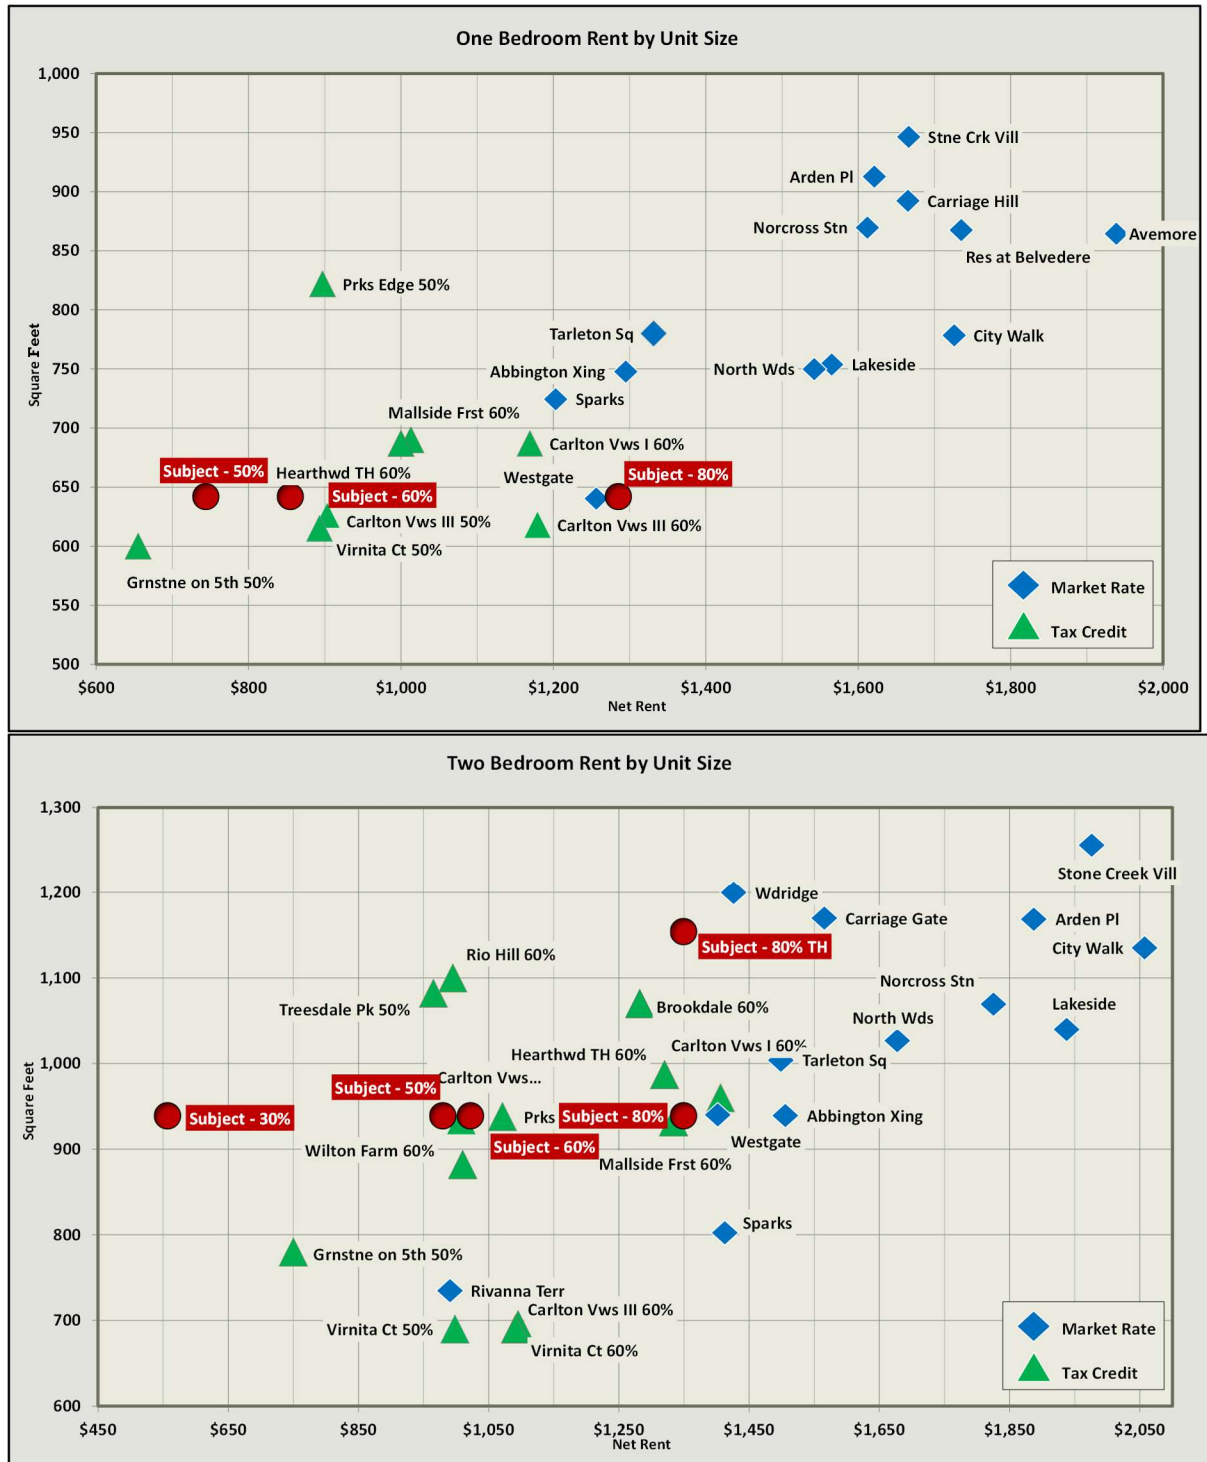 One Bedroom Rent by Unit Size
1,000
950
900
850
800
750
700
650
600
550
500
Square Feet
Stne Crk Vill
Arden Pl
Carriage Hill
Norcross Stn
Avemore
Res at Belvedere
Prks Edge 50%
Tarleton Sq
City Walk
Abbington Xing
North Wds
Lakeside
Sparks
Mallside Frst 60%
Carlton Vws I 60%
Subject - 50%
Hearthwd TH 60%
Westgate
Subject - 80%
Subject - 60%
Carlton Vws III 50%
Carlton Vws III 60%
Virnita Ct 50%
Grnstne on 5th 50%
Market Rate
Tax Credit
$600
$800
$1,000
$1,200
$1,400
$1,600
$1,800
$2,000
Net Rent
Two Bedroom Rent by Unit Size
1,300
1,200
1,100
1,000
900
800
700
600
Square Feet
Stone Creek Vill
Wdridge
Carriage Gate
Arden Pl
Subject - 80% TH
City Walk
Rio Hill 60%
Norcross Stn
Treesdale Pk 50%
Brookdale 60%
Lakeside
North Wds
Carlton Vws I 60%
Hearthwd TH 60%
Tarleton Sq
Carlton Vws...
Subject - 50%
Subject - 30%
Prks
Subject - 80%
Abbington Xing
Subject - 60%
Westgate
Wilton Farm 60%
Mallside Frst 60%
Sparks
Grnstne on 5th 50%
Rivanna Terr
Carlton Vws III 60%
Virnita Ct 50%
Virnita Ct 60%
Market Rate
Tax Credit
$450
$650
$850
$1,050
$1,250
$1,450
$1,650
$1,850
$2,050
Net Rent